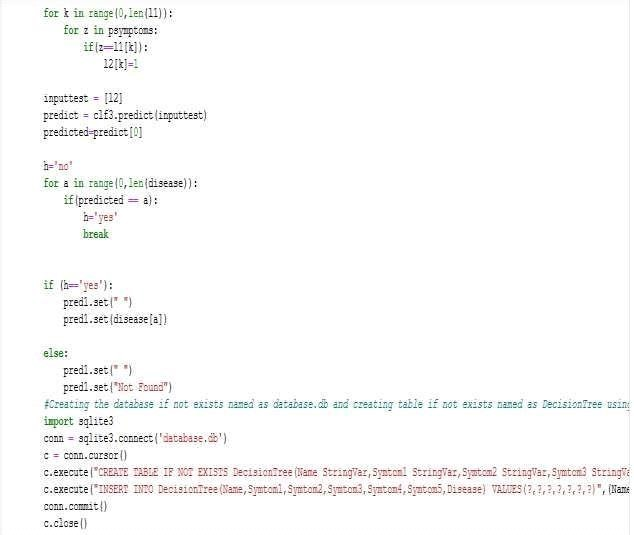 for k in range(0,len(l1)):
for z in psymptoms:
if(z==l1[k]):
l2[k]=1
inputtest = [l2]
predict = clf3.predict(inputtest)
predicted=predict[0]
h='no'
for a in range(0,len(disease)):
if(predicted == a):
h='yes'
break
if (h=='yes'):
pred1.set(" ")
pred1.set(disease[a])
else:
pred1.set(" ")
pred1.set("Not Found")
#Creating the database if not exists named as database.db and creating table if not exists named as DecisionTree using
import sqlite3
conn = sqlite3.connect('database.db')
c = conn.cursor()
c.execute("CREATE TABLE IF NOT EXISTS DecisionTree(Name StringVar,Symtom1 StringVar,Symtom2 StringVar,Symtom3 StringVa
c.execute("INSERT INTO DecisionTree(Name,Symtom1,Symtom2,Symtom3,Symtom4,Symtom5,Disease) VALUES(?,?,?,?,?,?,?)",(Name
conn.commit()
c.close()